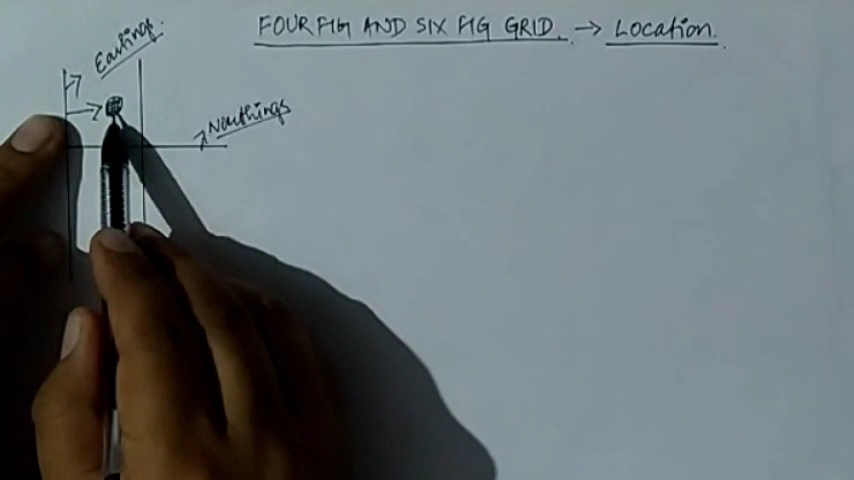 FOUR FIG AND SIX FIG GRID. → Location.
Eastings.
Northings